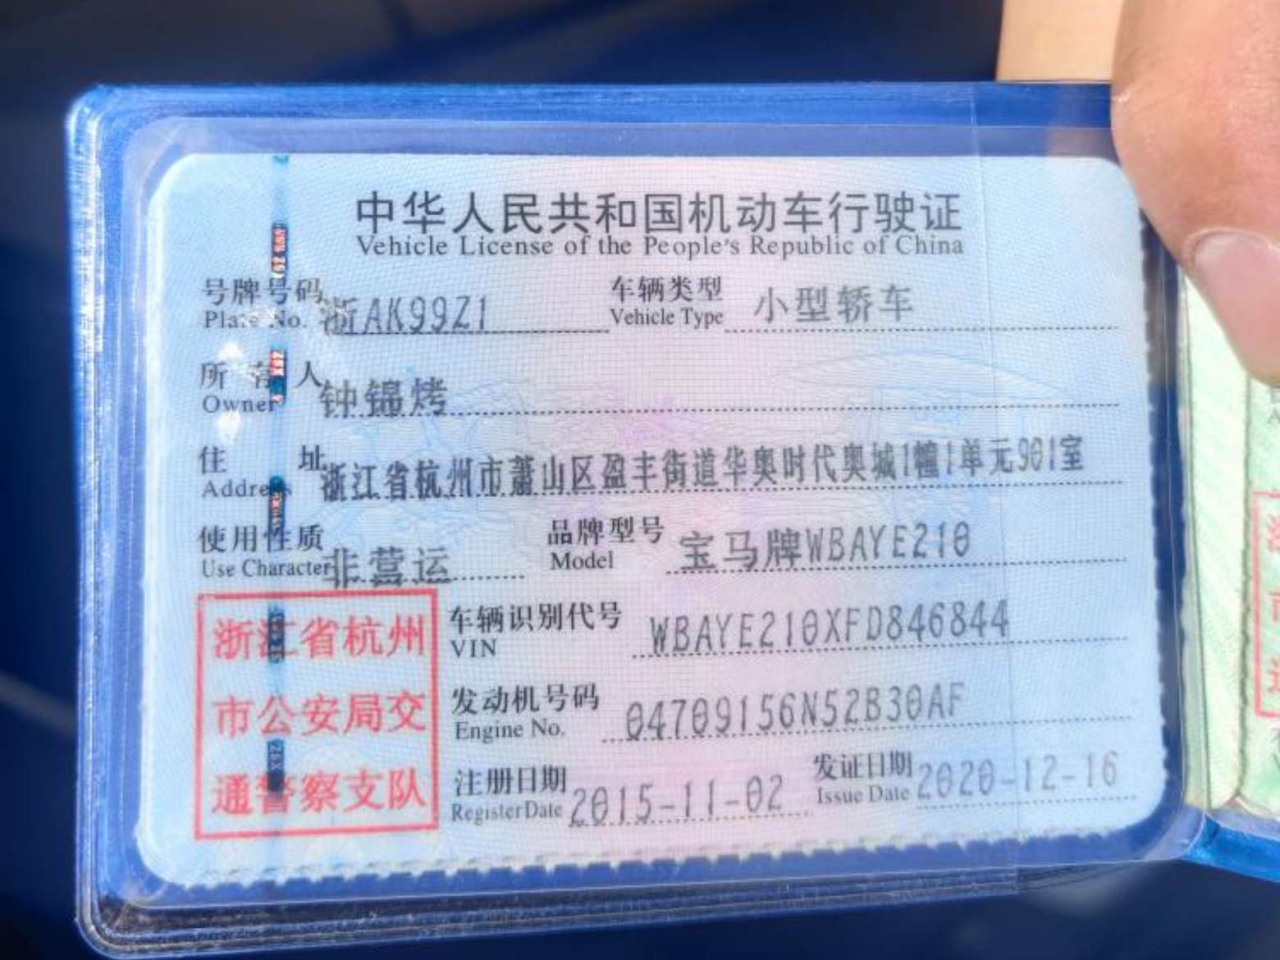 中华人民共和国机动车行驶证
Vehicle License of the People's Republic of China
号牌号码 浙AK99Z1 车辆类型 小型轿车
Plate No. Vehicle Type
所有人 钟锦烤
Owner
住址 浙江省杭州市萧山区盈丰街道华奥时代奥城1幢1单元901室
Address
使用性质 非营运 品牌型号 宝马牌WBAYE210
Use Character Model
浙江省杭州
市公安局交
通警察支队
车辆识别代号 WBAYE210XFD846844
VIN
发动机号码 04709156N52B30AF
Engine No.
注册日期 2015-11-02 发证日期 2020-12-16
Register Date Issue Date